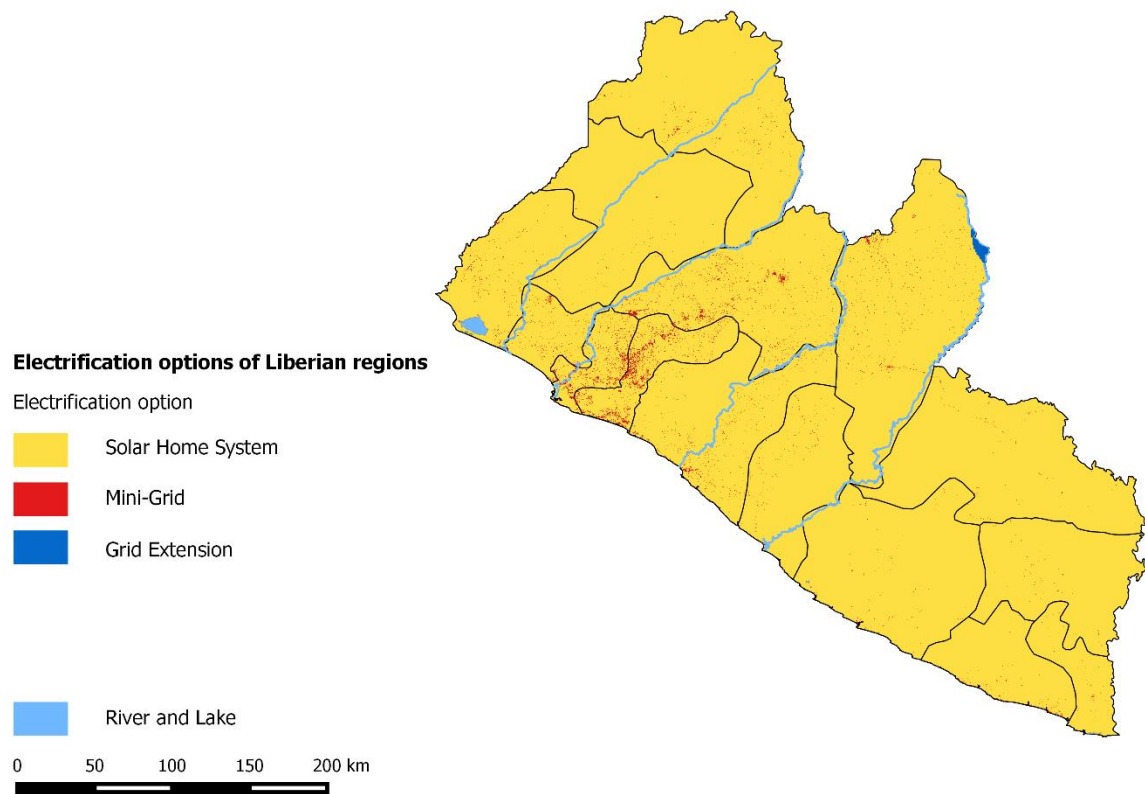 Electrification options of Liberian regions
Electrification option
Solar Home System
Mini-Grid
Grid Extension
River and Lake
0 50 100 150 200 km